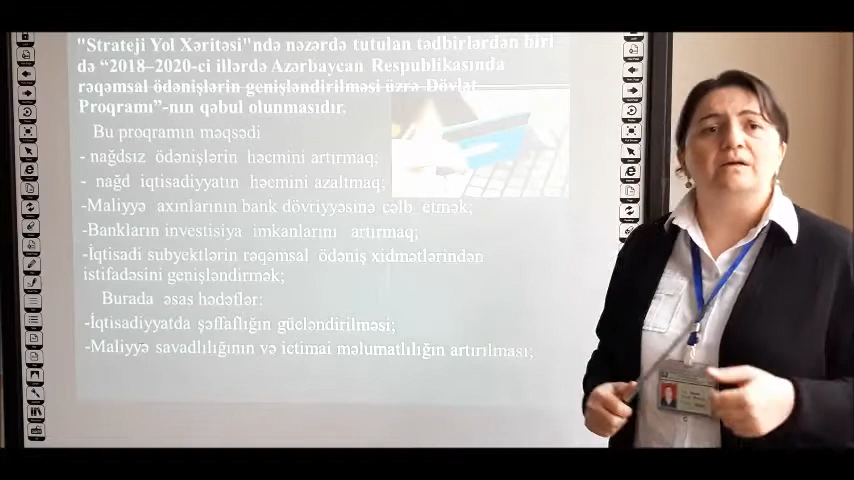 "Strateji Yol Xəritəsi"ndə nəzərdə tutulan tədbirlərdən biri
də “2018–2020-ci illərdə Azərbaycan Respublikasında
rəqəmsal ödənişlərin genişləndirilməsi üzrə Dövlət
Proqramı”-nın qəbul olunmasıdır.
Bu proqramın məqsədi
- nağdsız ödənişlərin həcmini artırmaq;
- nağd iqtisadiyyatın həcmini azaltmaq;
-Maliyyə axınlarının bank dövriyyəsinə cəlb etmək;
-Bankların investisiya imkanlarını artırmaq;
-İqtisadi subyektlərin rəqəmsal ödəniş xidmətlərindən
istifadəsini genişləndirmək;
Burada əsas hədəflər:
-İqtisadiyyatda şəffaflığın gücləndirilməsi;
-Maliyyə savadlılığının və ictimai məlumatlılığın artırılması;